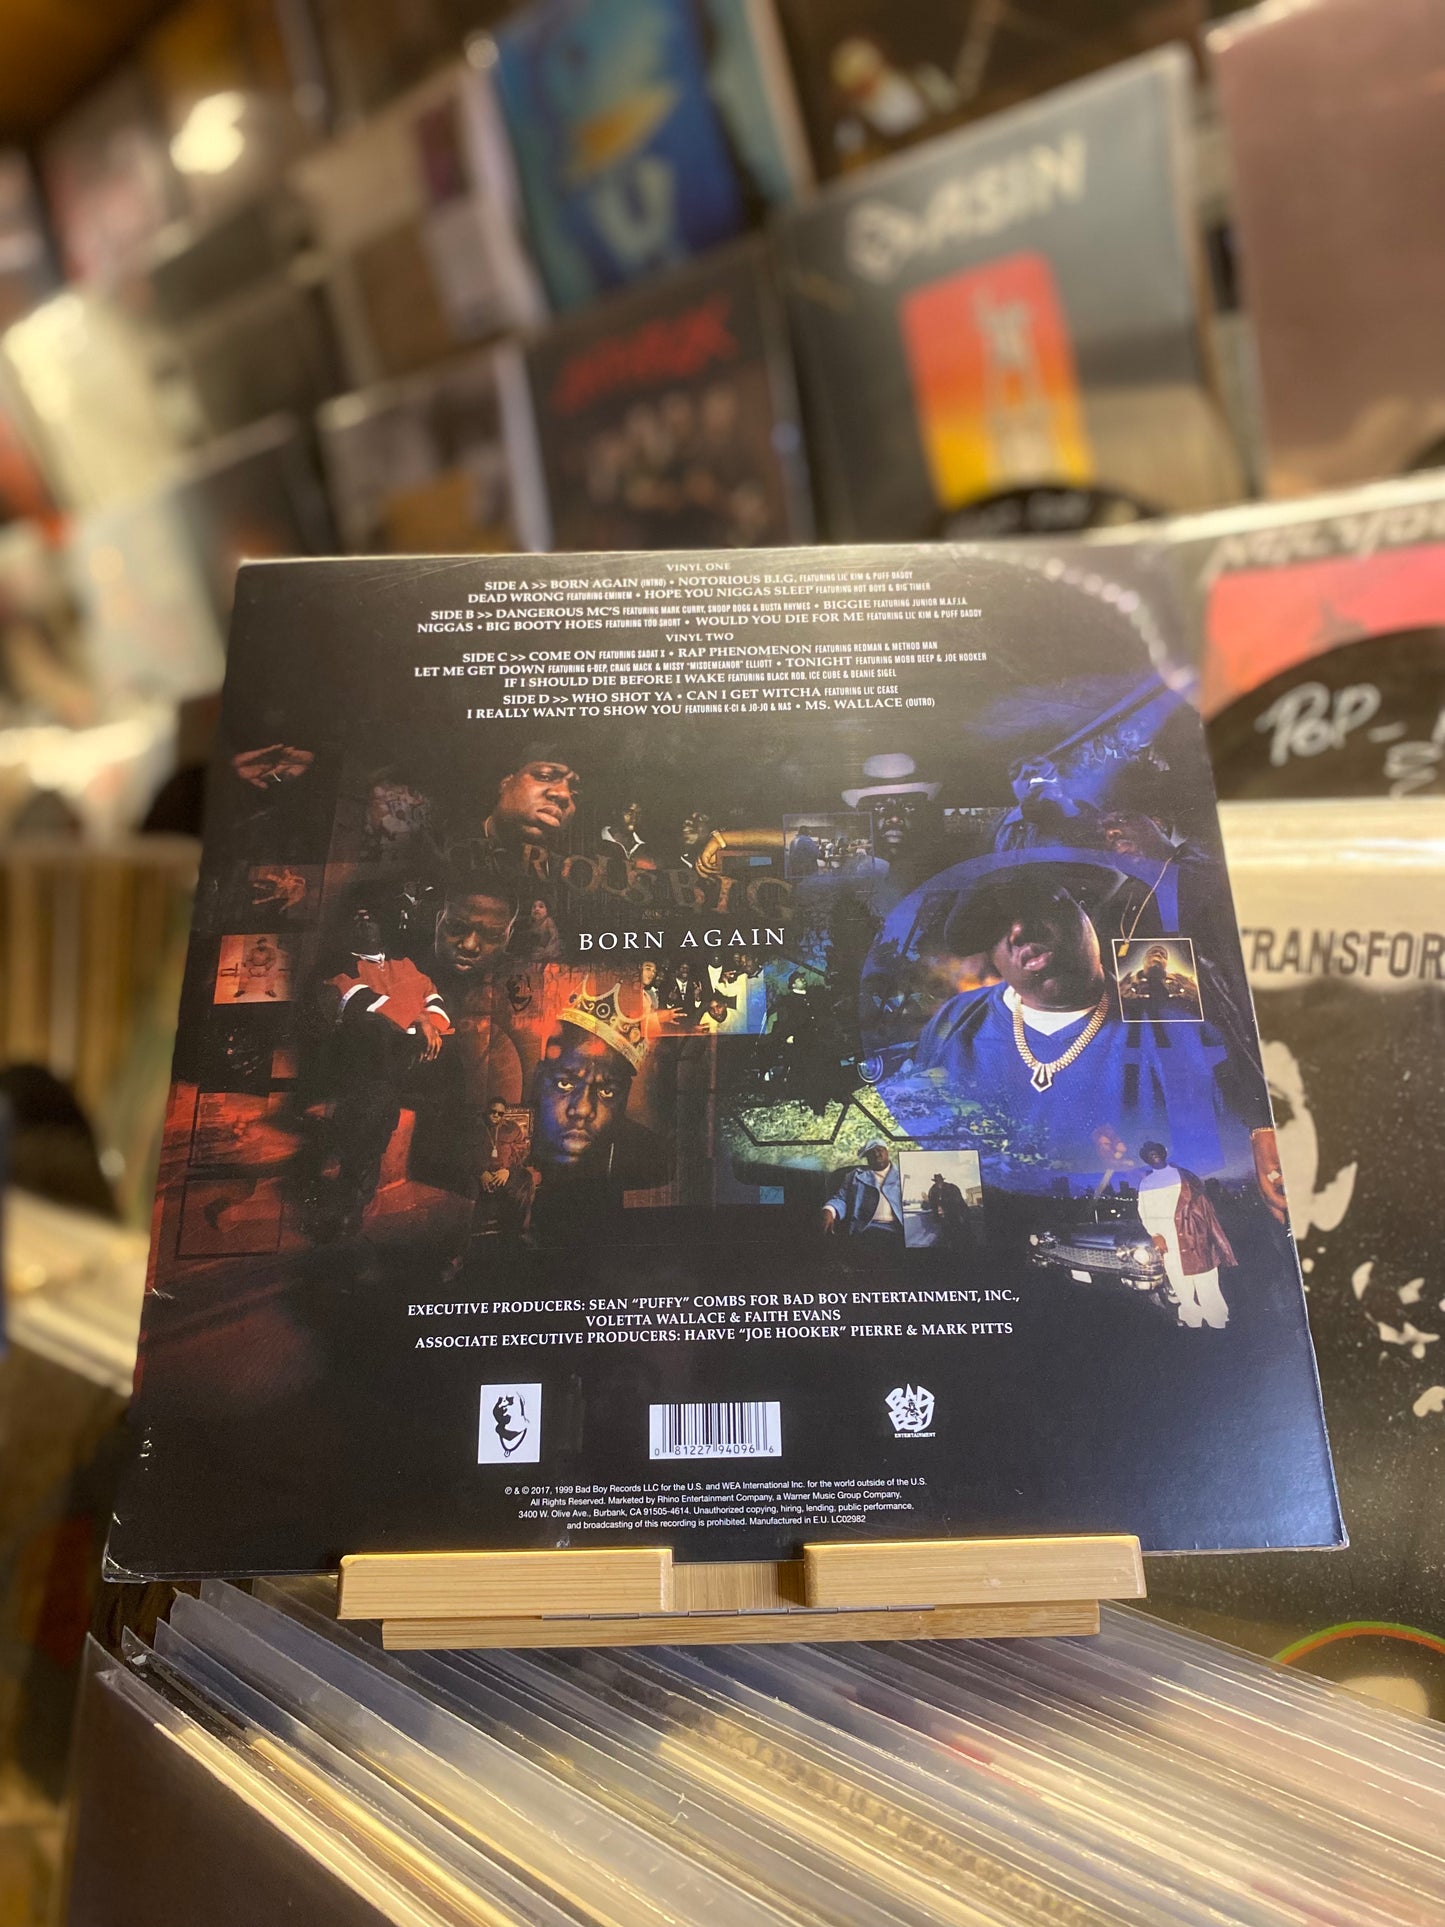 ASIN
VINYL ONE
SIDE A >> BORN AGAIN (INTRO) • NOTORIOUS B.I.G. FEATURING LIL' KIM & PUFF DADDY
DEAD WRONG FEATURING EMINEM • HOPE YOU NIGGAS SLEEP FEATURING HOT BOYS & BIG TIMER
SIDE B >> DANGEROUS MC'S FEATURING MARK CURRY, SNOOP DOGG & BUSTA RHYMES • BIGGIE FEATURING JUNIOR M.A.F.I.A.
NIGGAS • BIG BOOTY HOES FEATURING TOO $HORT • WOULD YOU DIE FOR ME FEATURING LIL' KIM & PUFF DADDY
VINYL TWO
SIDE C >> COME ON FEATURING SADAT X • RAP PHENOMENON FEATURING REDMAN & METHOD MAN
LET ME GET DOWN FEATURING G-DEP, CRAIG MACK & MISSY "MISDEMEANOR" ELLIOTT • TONIGHT FEATURING MOBB DEEP & JOE HOOKER
IF I SHOULD DIE BEFORE I WAKE FEATURING BLACK ROB, ICE CUBE & BEANIE SIGEL
SIDE D >> WHO SHOT YA • CAN I GET WITCHA FEATURING LIL' CEASE
I REALLY WANT TO SHOW YOU FEATURING K-CI & JO-JO & NAS • MS. WALLACE (OUTRO)
POP-
NOTORIOUS BIG
BORN AGAIN
TRANSFOR
EXECUTIVE PRODUCERS: SEAN "PUFFY" COMBS FOR BAD BOY ENTERTAINMENT, INC.,
VOLETTA WALLACE & FAITH EVANS
ASSOCIATE EXECUTIVE PRODUCERS: HARVE "JOE HOOKER" PIERRE & MARK PITTS
BAD
BOY
ENTERTAINMENT
0 81227 94096 6
℗ & © 2017, 1999 Bad Boy Records LLC for the U.S. and WEA International Inc. for the world outside of the U.S.
All Rights Reserved. Marketed by Rhino Entertainment Company, a Warner Music Group Company,
3400 W. Olive Ave., Burbank, CA 91505-4614. Unauthorized copying, hiring, lending, public performance,
and broadcasting of this recording is prohibited. Manufactured in E.U. LC02982